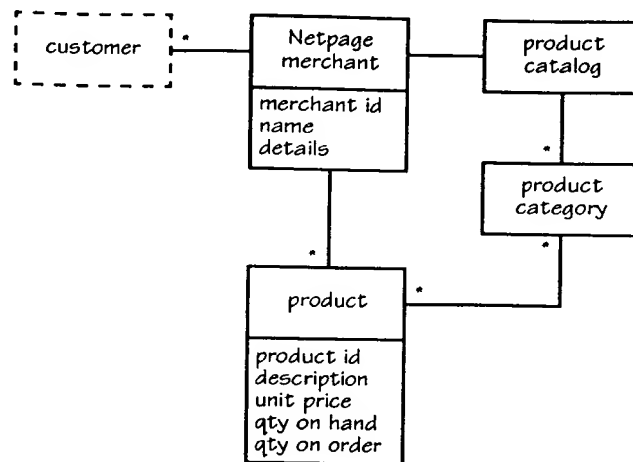 customer
*
Netpage
merchant
merchant id
name
details
product
catalog
*
product
category
*
*
*
product
product id
description
unit price
qty on hand
qty on order